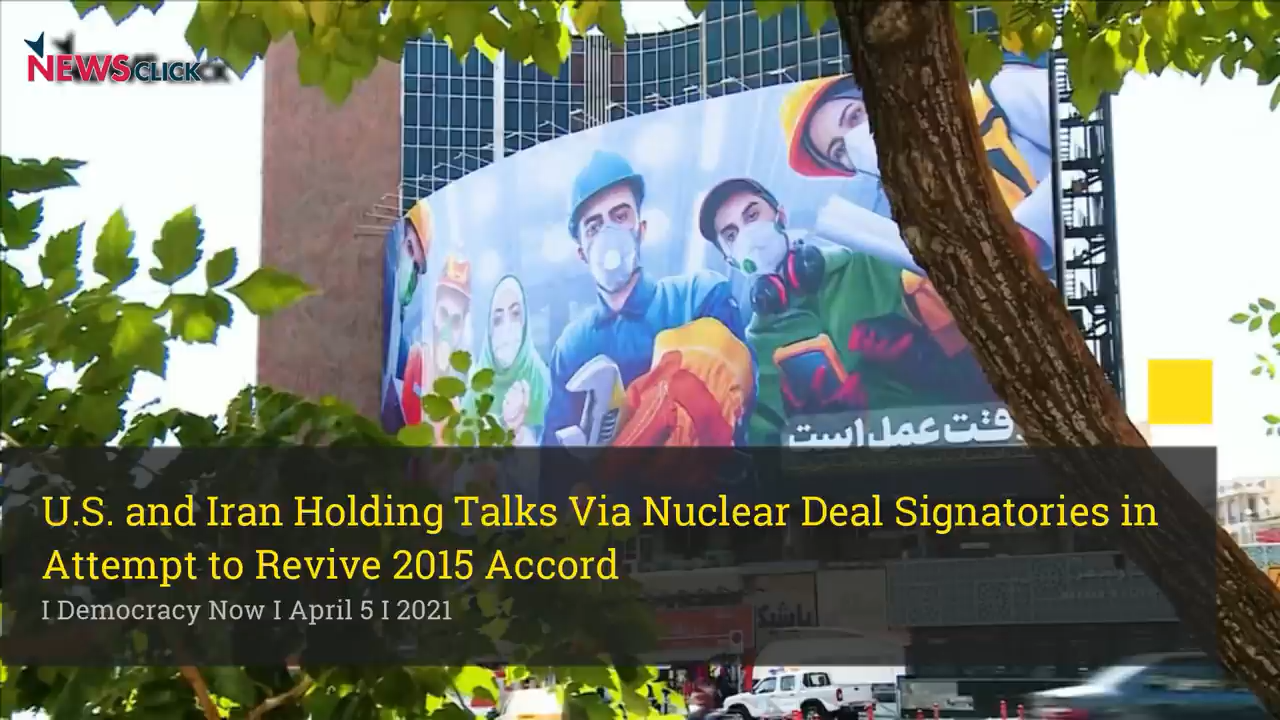 NEWSCLICK
وقت عمل است
U.S. and Iran Holding Talks Via Nuclear Deal Signatories in
Attempt to Revive 2015 Accord
I Democracy Now I April 5 I 2021